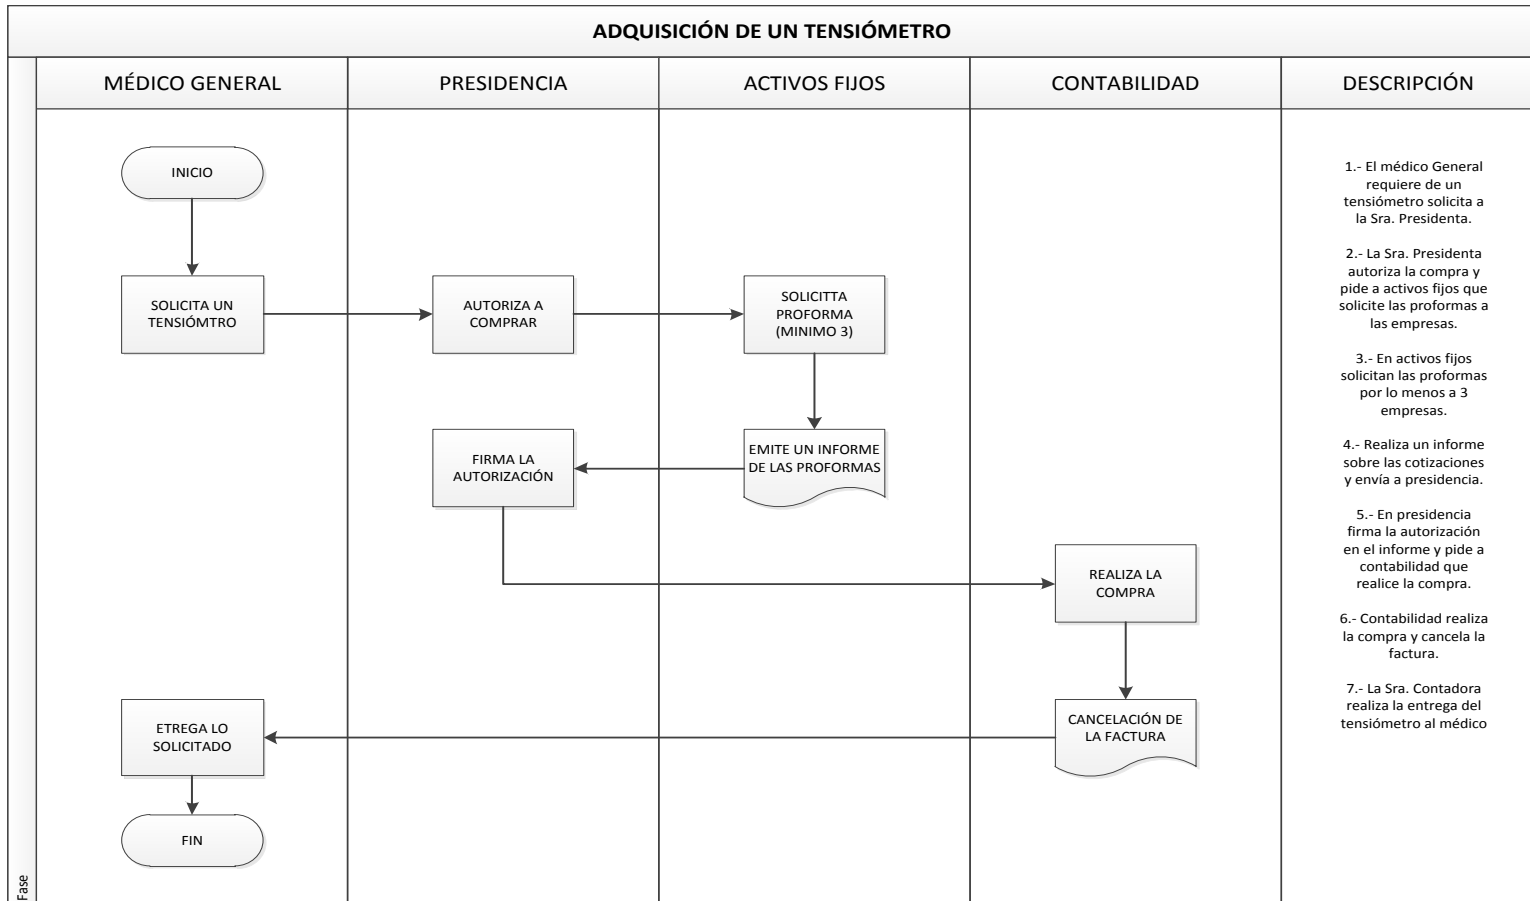 ADQUISICIÓN DE UN TENSIÓMETRO
MÉDICO GENERAL
PRESIDENCIA
ACTIVOS FIJOS
CONTABILIDAD
DESCRIPCIÓN
INICIO
SOLICITA UN
TENSIÓMTRO
AUTORIZA A
COMPRAR
SOLICITTA
PROFORMA
(MINIMO 3)
EMITE UN INFORME
DE LAS PROFORMAS
FIRMA LA
AUTORIZACIÓN
REALIZA LA
COMPRA
CANCELACIÓN DE
LA FACTURA
ETREGA LO
SOLICITADO
FIN
1.- El médico General
requiere de un
tensiómetro solicita a
la Sra. Presidenta.
2.- La Sra. Presidenta
autoriza la compra y
pide a activos fijos que
solicite las proformas a
las empresas.
3.- En activos fijos
solicitan las proformas
por lo menos a 3
empresas.
4.- Realiza un informe
sobre las cotizaciones
y envía a presidencia.
5.- En presidencia
firma la autorización
en el informe y pide a
contabilidad que
realice la compra.
6.- Contabilidad realiza
la compra y cancela la
factura.
7.- La Sra. Contadora
realiza la entrega del
tensiómetro al médico
Fase